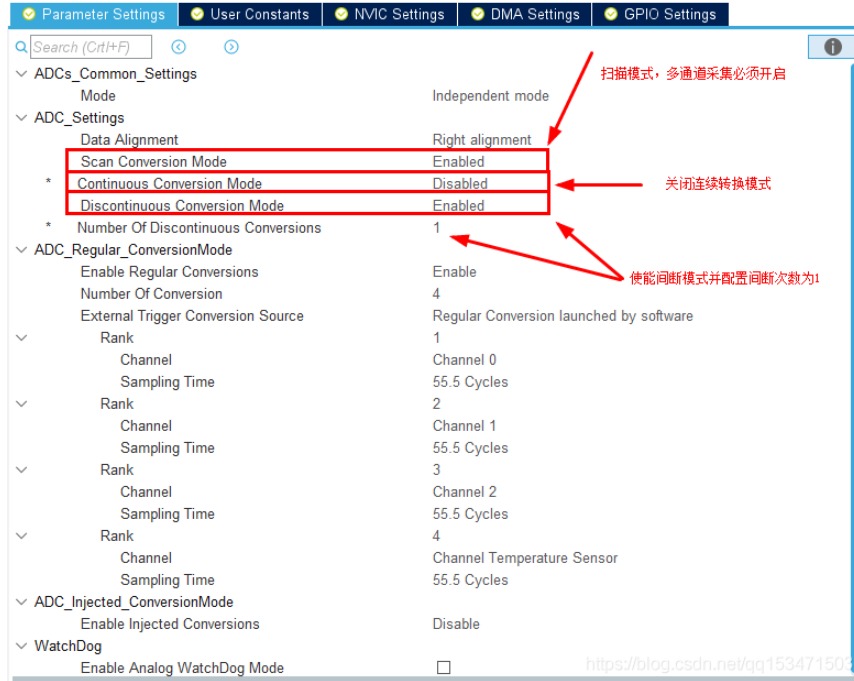 Parameter Settings User Constants NVIC Settings DMA Settings GPIO Settings
Search (Crtl+F)
ADCs_Common_Settings
扫描模式，多通道采集必须开启
Mode Independent mode
ADC_Settings
Data Alignment Right alignment
Scan Conversion Mode Enabled
* Continuous Conversion Mode Disabled 关闭连续转换模式
Discontinuous Conversion Mode Enabled
* Number Of Discontinuous Conversions 1
ADC_Regular_ConversionMode
Enable Regular Conversions Enable 使能间断模式并配置间断次数为1
Number Of Conversion 4
External Trigger Conversion Source Regular Conversion launched by software
Rank 1
Channel Channel 0
Sampling Time 55.5 Cycles
Rank 2
Channel Channel 1
Sampling Time 55.5 Cycles
Rank 3
Channel Channel 2
Sampling Time 55.5 Cycles
Rank 4
Channel Channel Temperature Sensor
Sampling Time 55.5 Cycles
ADC_Injected_ConversionMode
Enable Injected Conversions Disable
WatchDog
Enable Analog WatchDog Mode
https://blog.csdn.net/qq153471503